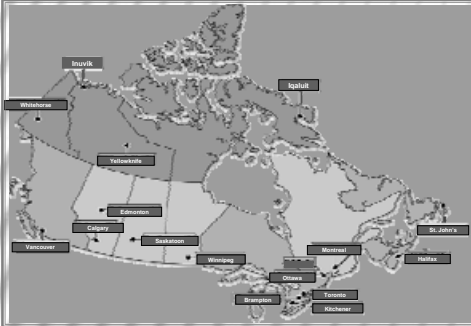 Inuvik
Iqaluit
Whitehorse
Yellowknife
Edmonton
Calgary
Saskatoon
Vancouver
Winnipeg
Montreal
St. John's
Halifax
Ottawa
Toronto
Brampton
Kitchener